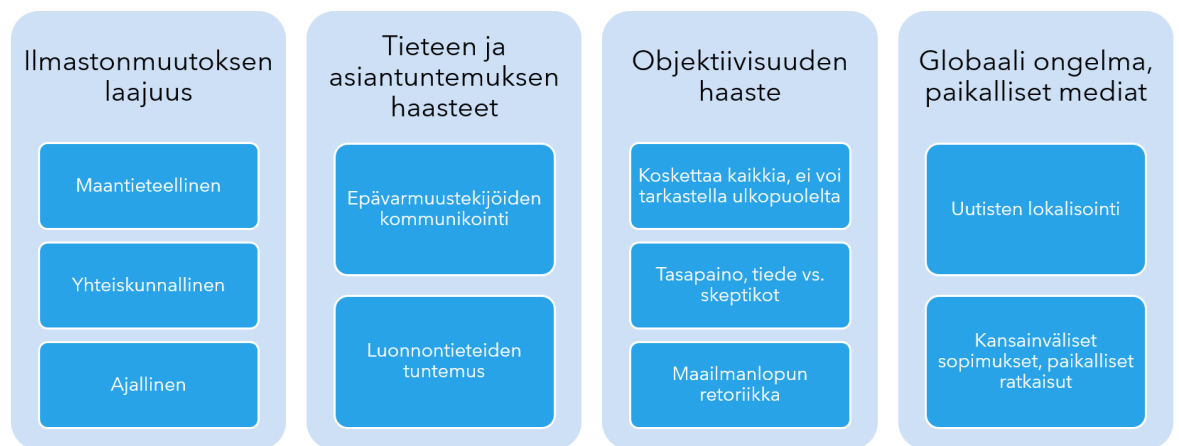 Ilmastonmuutoksen
laajuus
Maantieteellinen
Yhteiskunnallinen
Ajallinen
Tieteen ja
asiantuntemuksen
haasteet
Epävarmuustekijöiden
kommunikointi
Luonnontieteiden
tuntemus
Objektiivisuuden
haaste
Koskettaa kaikkia, ei voi
tarkastella ulkopuolelta
Tasapaino, tiede vs.
skeptikot
Maailmanlopun
retoriikka
Globaali ongelma,
paikalliset mediat
Uutisten lokalisointi
Kansainväliset
sopimukset, paikalliset
ratkaisut